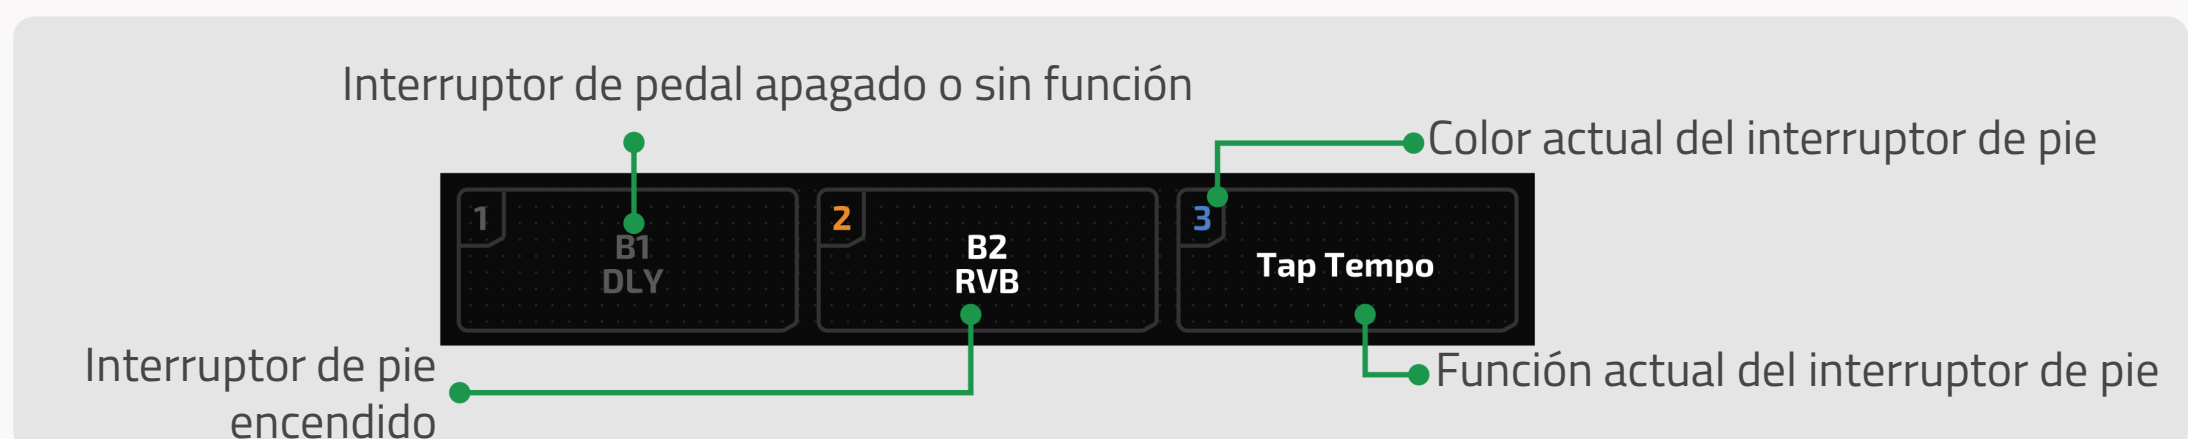 Interruptor de pedal apagado o sin función
Color actual del interruptor de pie
1
B1
DLY
2
B2
RVB
3
Tap Tempo
Interruptor de pie
encendido
Función actual del interruptor de pie